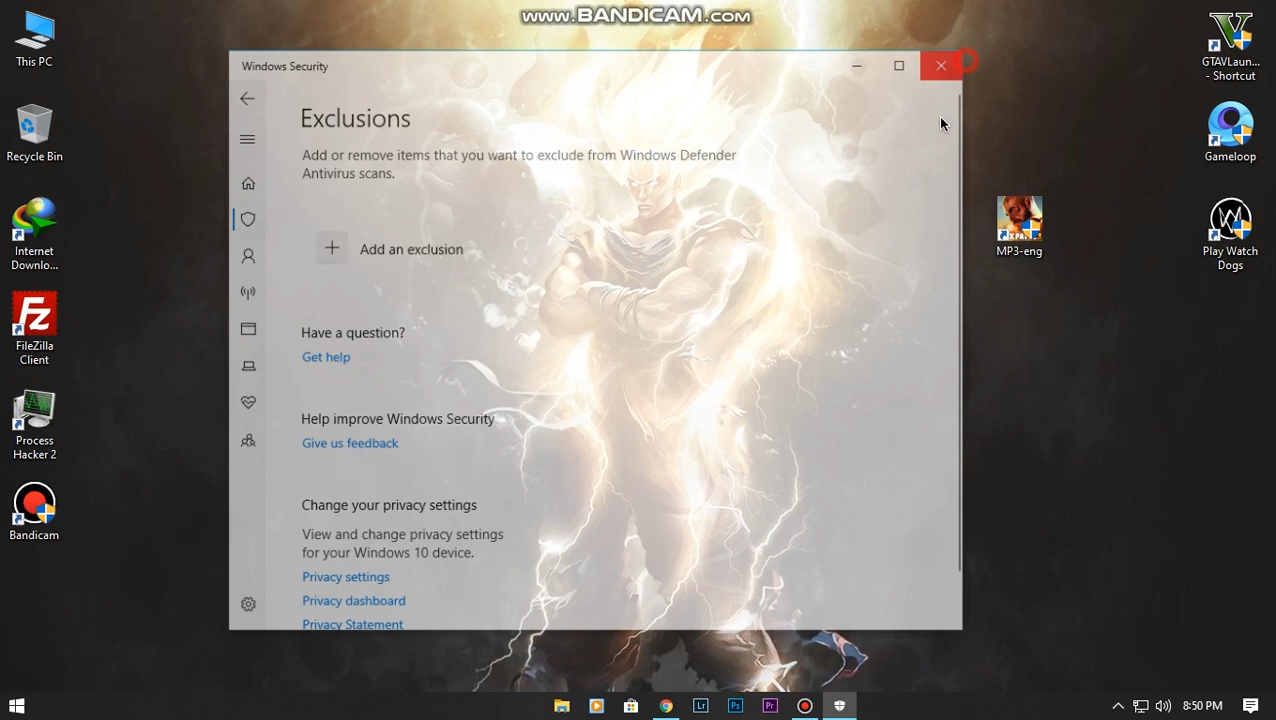 www.BANDICAM.com
This PC
Recycle Bin
Internet
Downlo...
FileZilla
Client
Process
Hacker 2
Bandicam
Windows Security
Exclusions
Add or remove items that you want to exclude from Windows Defender
Antivirus scans.
Add an exclusion
Have a question?
Get help
Help improve Windows Security
Give us feedback
Change your privacy settings
View and change privacy settings
for your Windows 10 device.
Privacy settings
Privacy dashboard
Privacy Statement
MP3-eng
GTAVLaun...
- Shortcut
Gameloop
Play Watch
Dogs
Lr
Ps
Pr
8:50 PM